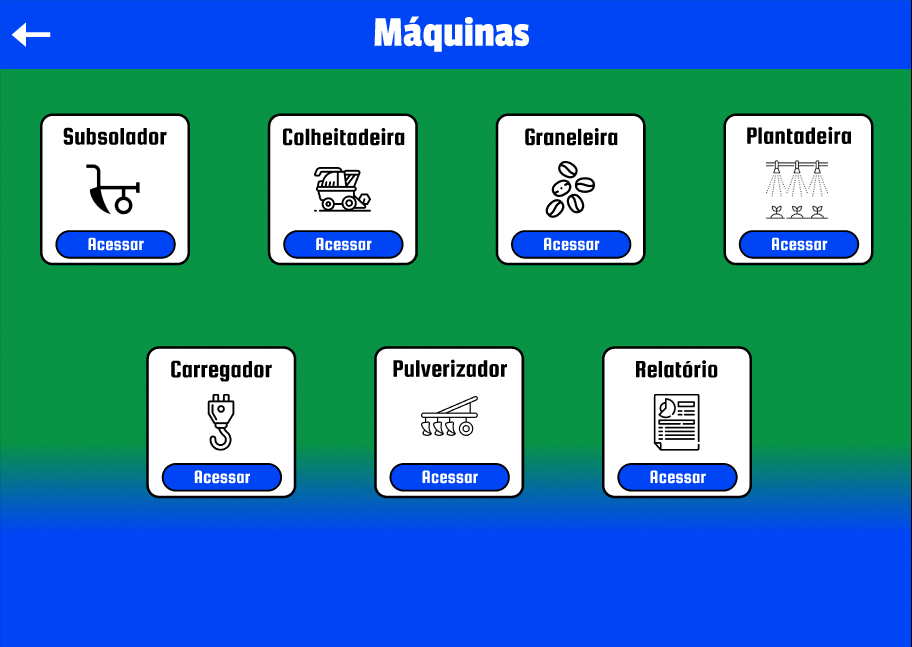 Máquinas
Subsolador
Acessar
Colheitadeira
Acessar
Graneleira
Acessar
Plantadeira
Acessar
Carregador
Acessar
Pulverizador
Acessar
Relatório
Acessar